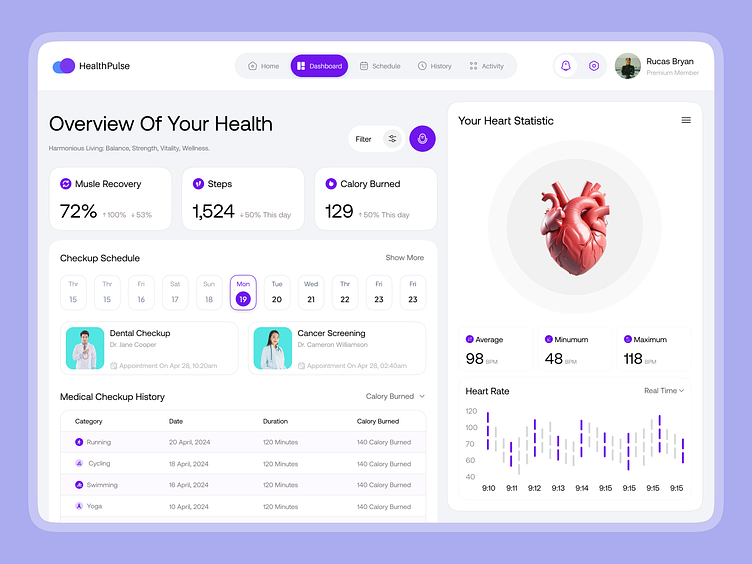 HealthPulse
Home
Dashboard
Schedule
History
Activity
Rucas Bryan
Premium Member
Overview Of Your Health
Harmonious Living: Balance, Strength, Vitality, Wellness.
Filter
Musle Recovery
72% ↑100% ↓53%
Steps
1,524 ↓50% This day
Calory Burned
129 ↑50% This day
Checkup Schedule
Show More
Thr Thr Fri Sat Sun Mon Tue Wed Thr Fri Fri
15 15 16 17 18 19 20 21 22 23 23
Dental Checkup
Dr. Jane Cooper
Appointment On Apr 28, 10:20am
Cancer Screening
Dr. Cameron Williamson
Appointment On Apr 28, 02:40am
Medical Checkup History
Calory Burned
Category Date Duration Calory Burned
Running 20 April, 2024 120 Minutes 140 Calory Burned
Cycling 18 April, 2024 120 Minutes 140 Calory Burned
Swimming 16 April, 2024 120 Minutes 140 Calory Burned
Yoga 10 April, 2024 120 Minutes 140 Calory Burned
Your Heart Statistic
Average
98 BPM
Minumum
48 BPM
Maximum
118 BPM
Heart Rate
Real Time
120
100
70
60
40
9:10 9:11 9:12 9:13 9:14 9:15 9:15 9:15 9:15